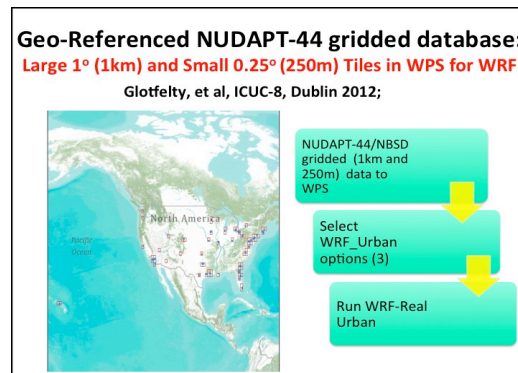 Geo-Referenced NUDAPT-44 gridded database:
Large 1° (1km) and Small 0.25° (250m) Tiles in WPS for WRF
Glotfelty, et al, ICUC-8, Dublin 2012;
North America
Pacific
Ocean
NUDAPT-44/NBSD
gridded (1km and
250m) data to
WPS
Select
WRF_Urban
options (3)
Run WRF-Real
Urban